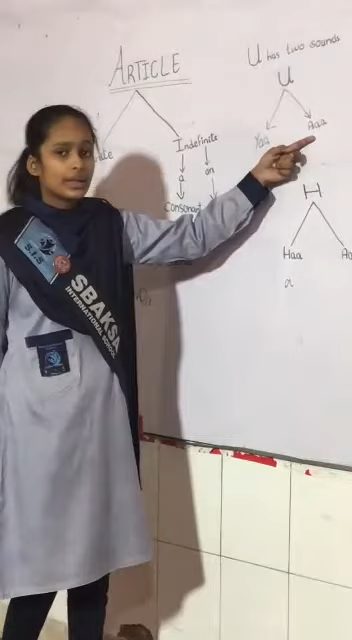 ARTICLE
Indefinite
a
an
Consonant
U has two sounds
U
Yaa
Aaa
H
Haa
a
S.I.S
SBAKSA
INTERNATIONAL SCHOOL